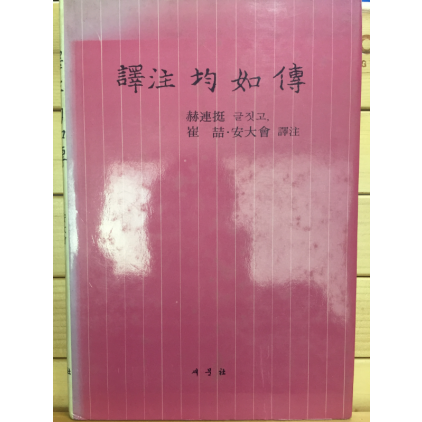 譯注 均如傳
赫連挺 글짓고,
崔 喆·安大會 譯注
새문社